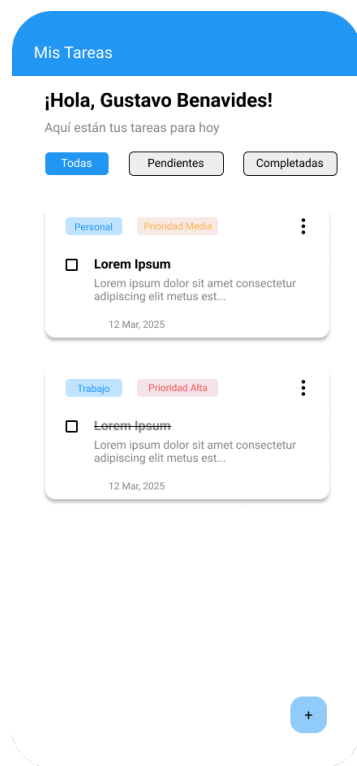 Mis Tareas
¡Hola, Gustavo Benavides!
Aquí están tus tareas para hoy
Todas Pendientes Completadas
Personal Prioridad Media
Lorem Ipsum
Lorem ipsum dolor sit amet consectetur
adipiscing elit metus est...
12 Mar, 2025
Trabajo Prioridad Alta
Lorem Ipsum
Lorem ipsum dolor sit amet consectetur
adipiscing elit metus est...
12 Mar, 2025
+